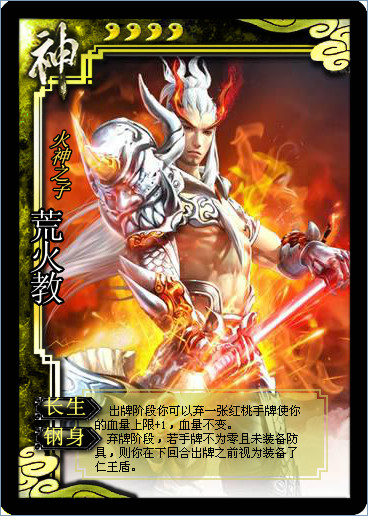 神
火神之子
荒火教
长生
出牌阶段你可以弃一张红桃手牌使你
的血量上限+1，血量不变。
钢身
弃牌阶段，若手牌不为零且未装备防
具，则你在下回合出牌之前视为装备了
仁王盾。